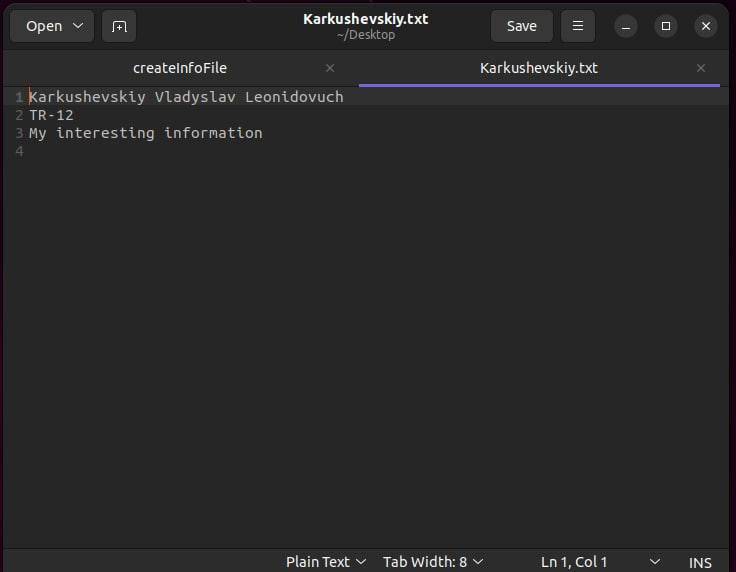 Open
Karkushevskiy.txt
~/Desktop
Save
createInfoFile
Karkushevskiy.txt
1 Karkushevskiy Vladyslav Leonidovuch
2 TR-12
3 My interesting information
4
Plain Text Tab Width: 8 Ln 1, Col 1 INS